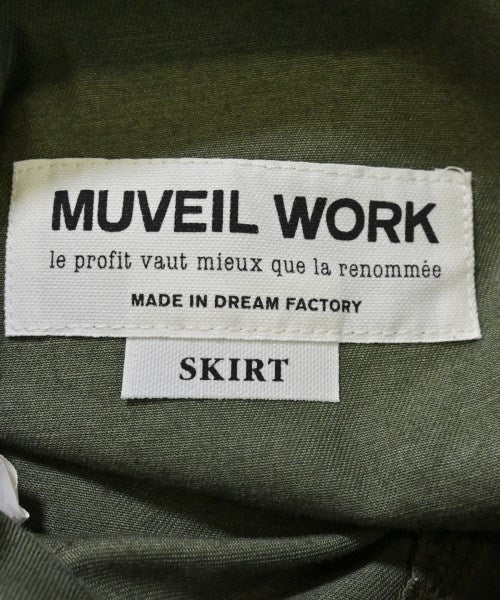 MUVEIL WORK
le profit vaut mieux que la renommée
MADE IN DREAM FACTORY
SKIRT